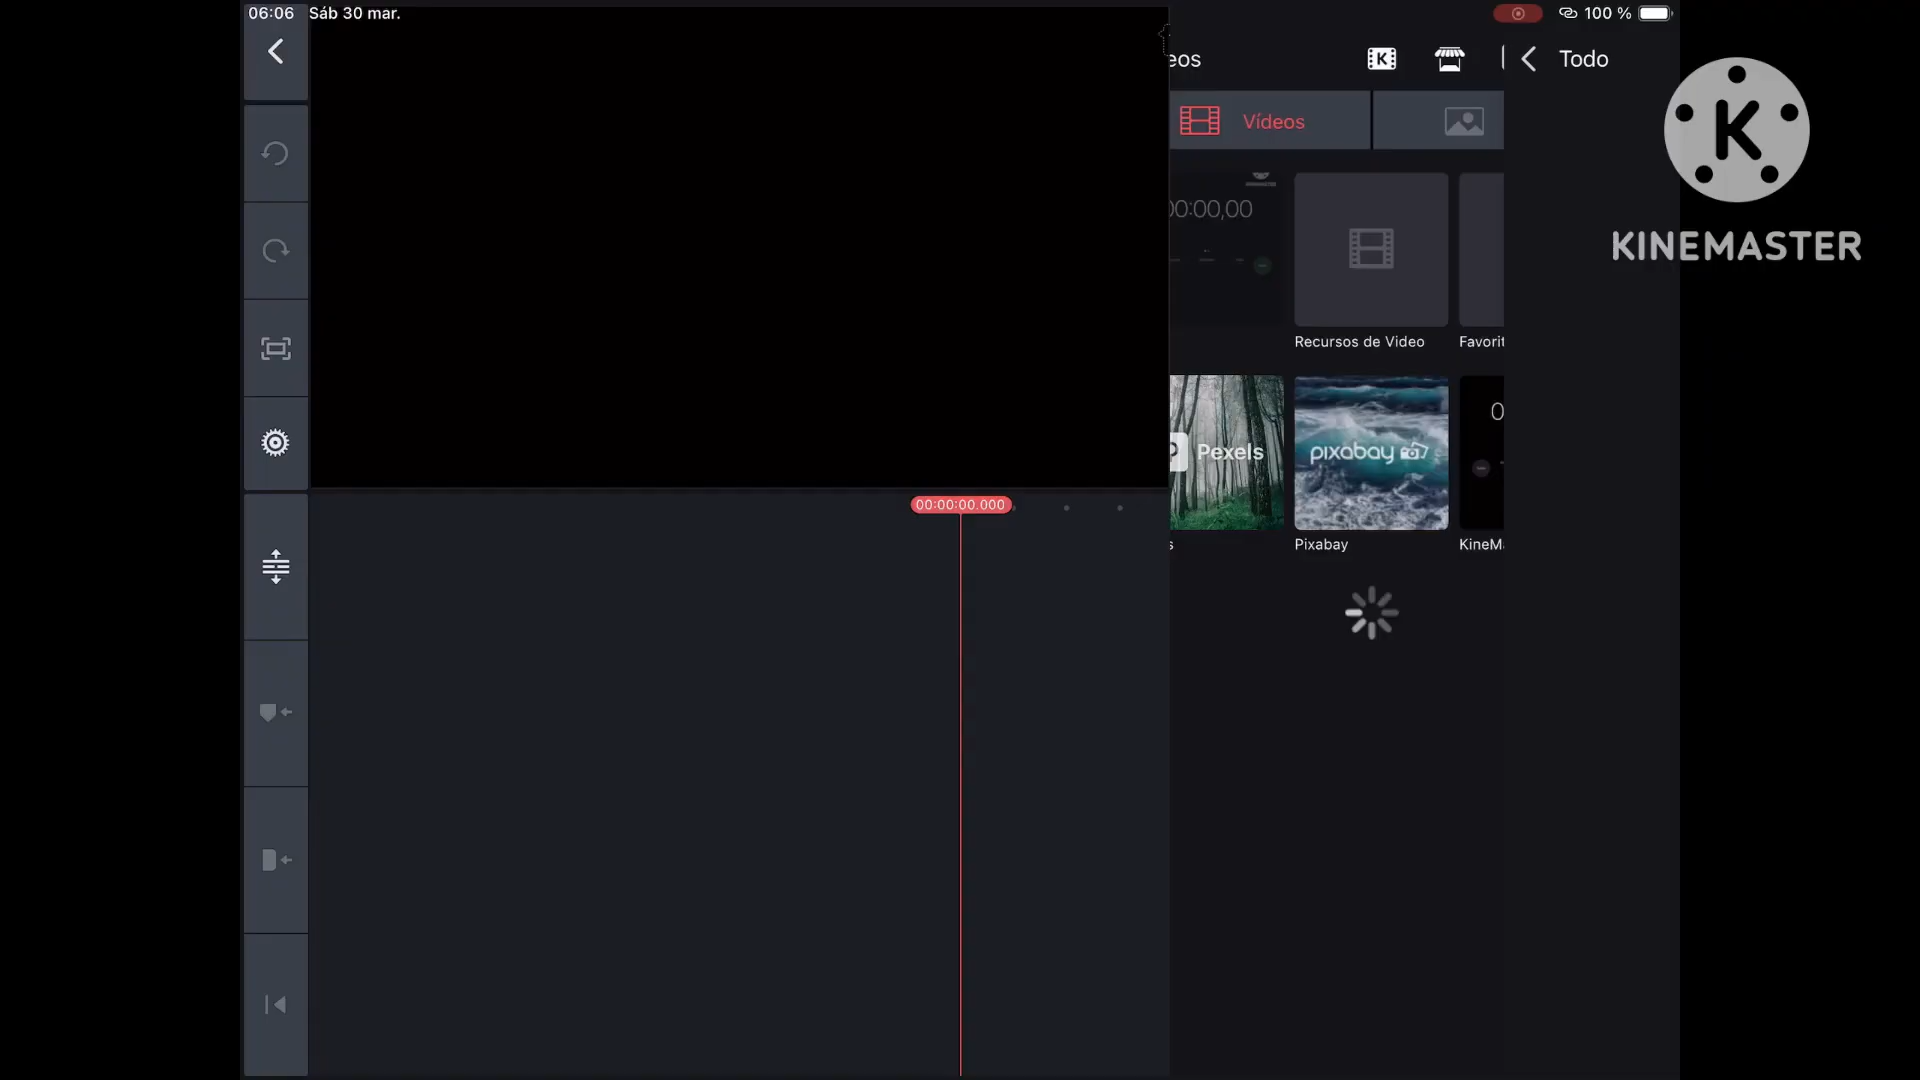 06:06 Sáb 30 mar.
100 %
eos
Todo
KINEMASTER
Vídeos
00:00,00
Recursos de Video
Favorit
Pexels
pixabay
s
Pixabay
KineM
00:00:00.000